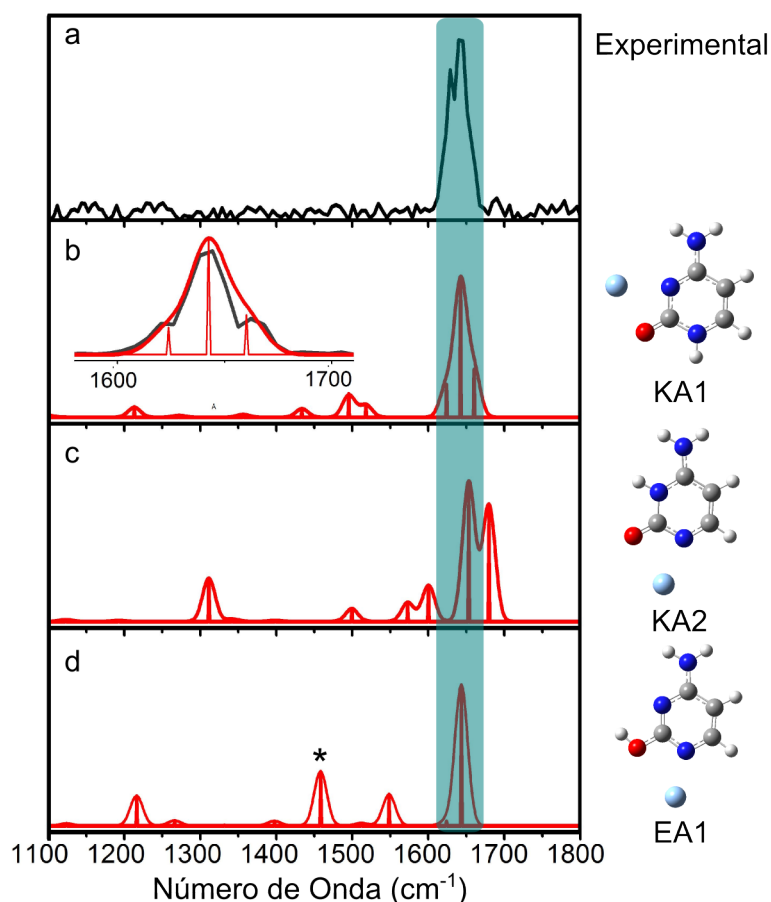 a
Experimental
b
1600
1700
A
KA1
c
KA2
d
*
EA1
1100 1200 1300 1400 1500 1600 1700 1800
Número de Onda (cm⁻¹)